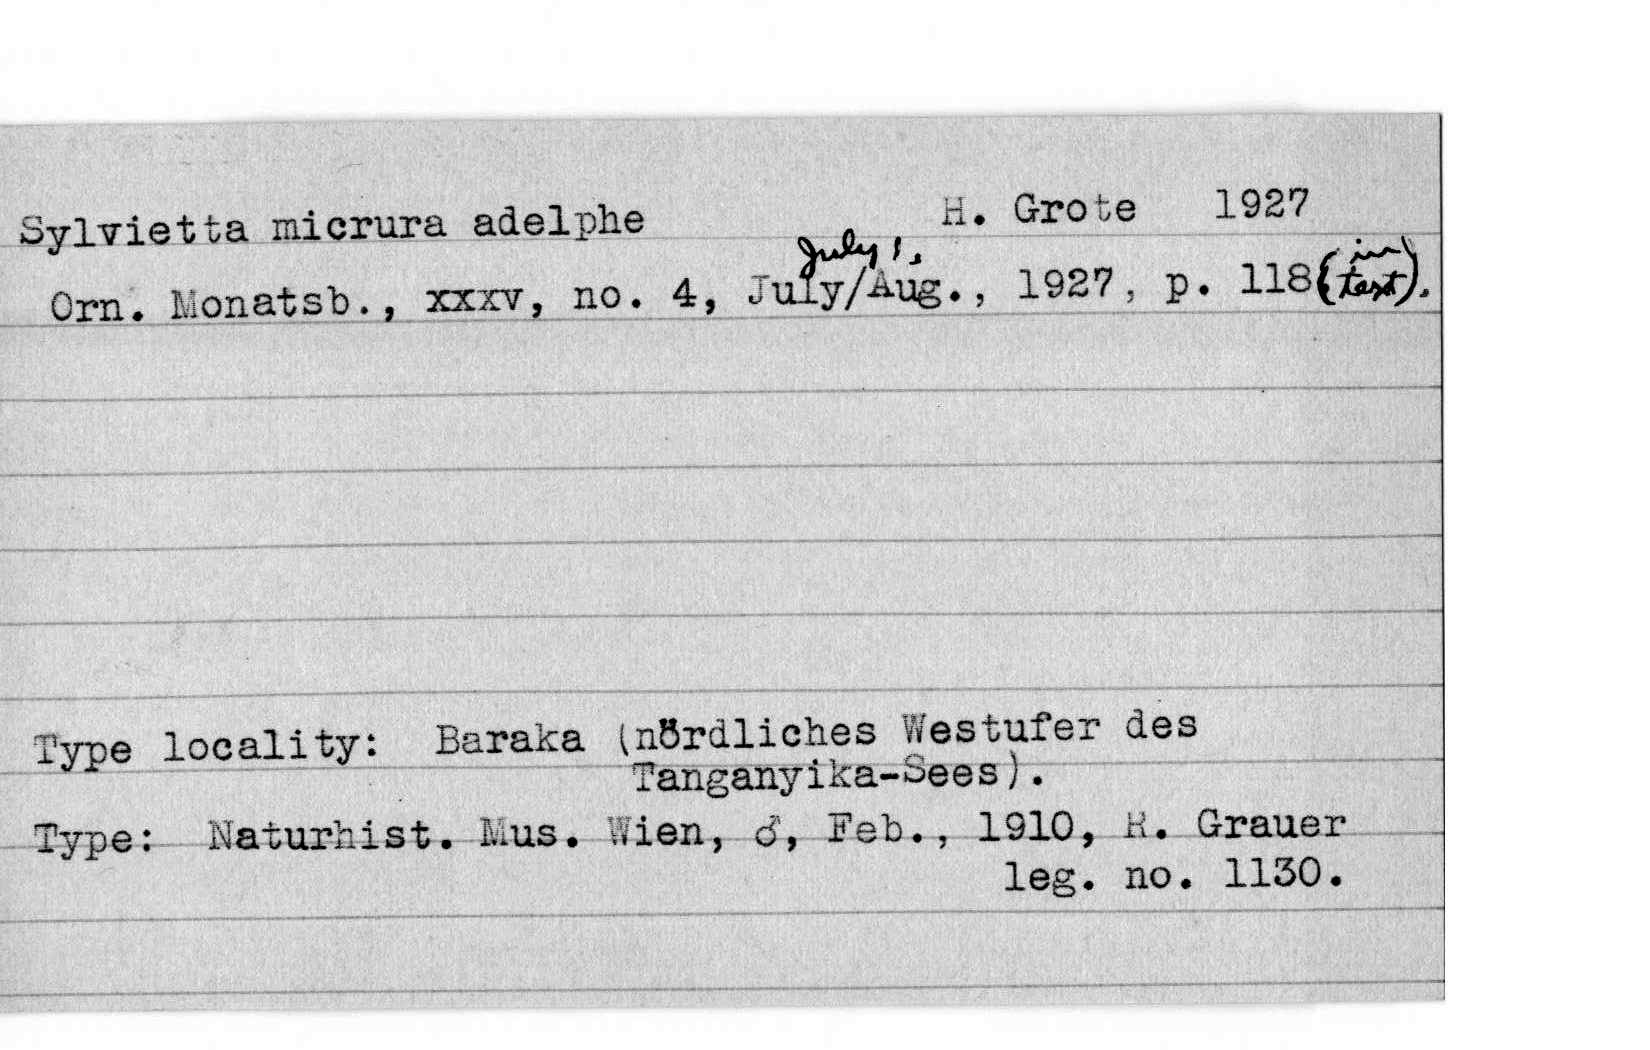 Sylvietta micrura adelphe H. Grote 1927
July 1,
Orn. Monatsb., xxxv, no. 4, July/Aug., 1927, p. 118 (in text).
Type locality: Baraka (nördliches Westufer des
Tanganyika-Sees).
Type: Naturhist. Mus. Wien, ♂, Feb., 1910, R. Grauer
leg. no. 1130.